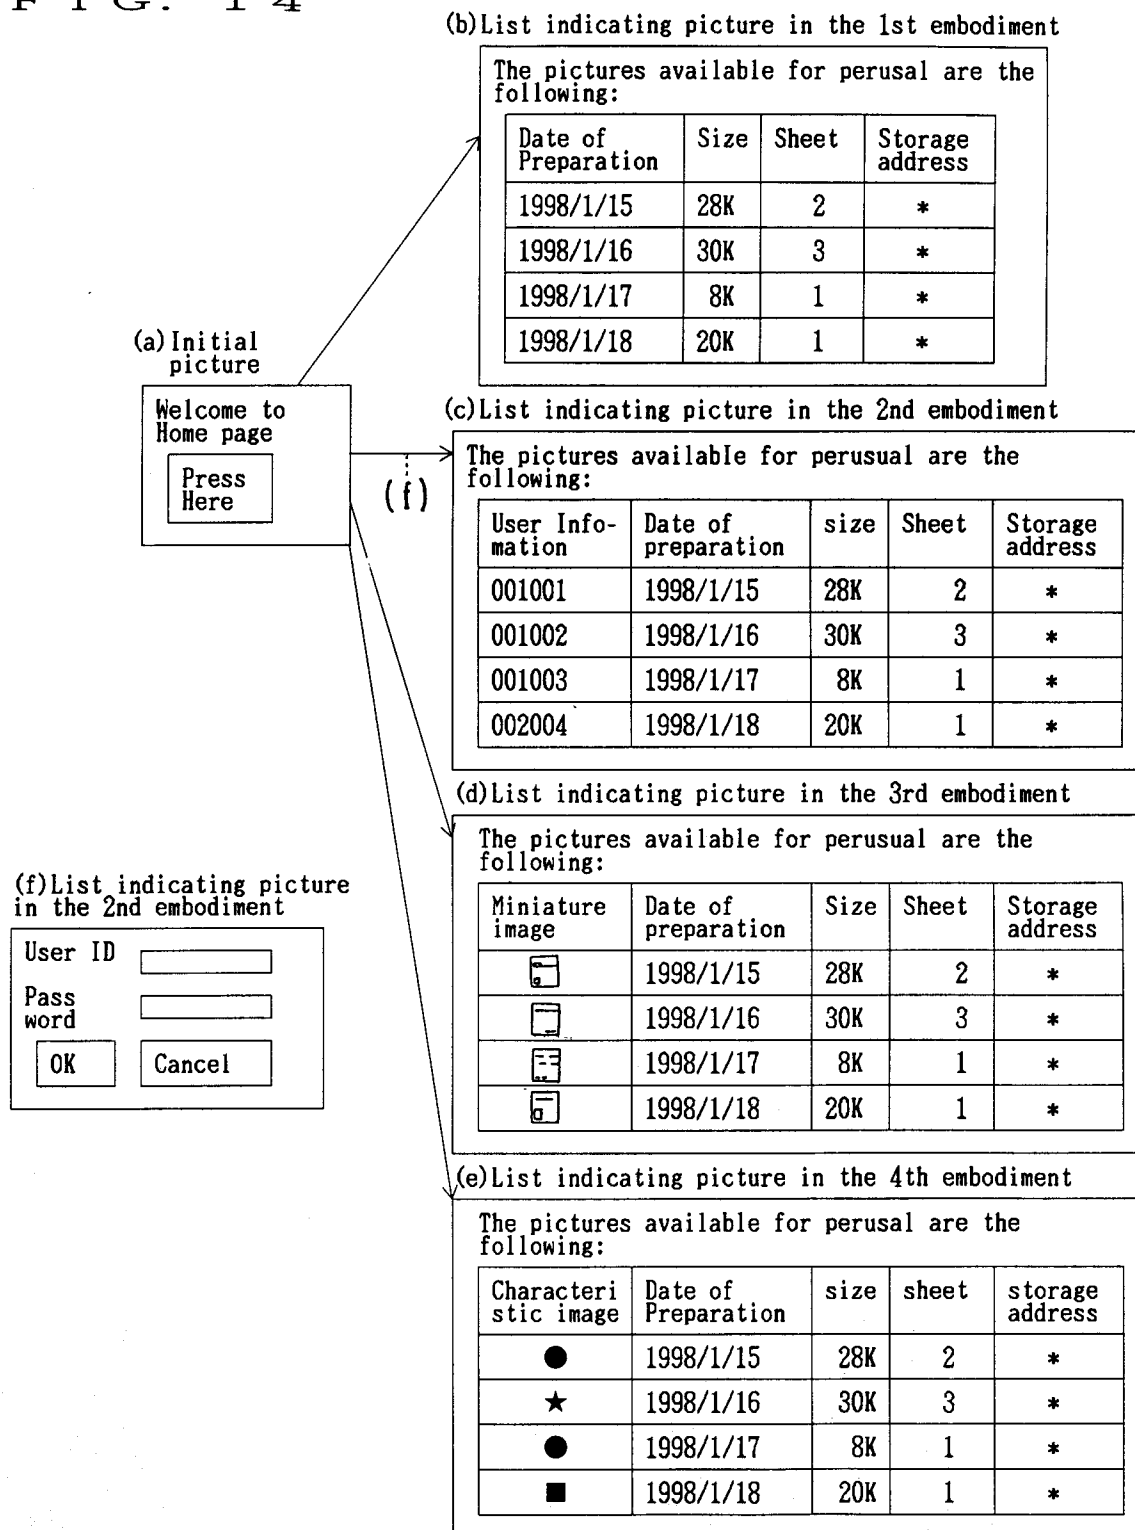 FIG. 14
(b)List indicating picture in the 1st embodiment
The pictures available for perusal are the
following:
Date of Preparation Size Sheet Storage address
1998/1/15 28K 2 *
1998/1/16 30K 3 *
1998/1/17 8K 1 *
1998/1/18 20K 1 *
(a)Initial
picture
Welcome to
Home page
Press
Here
(f)
(c)List indicating picture in the 2nd embodiment
The pictures available for perusual are the
following:
User Info-mation Date of preparation size Sheet Storage address
001001 1998/1/15 28K 2 *
001002 1998/1/16 30K 3 *
001003 1998/1/17 8K 1 *
002004 1998/1/18 20K 1 *
(d)List indicating picture in the 3rd embodiment
The pictures available for perusual are the
following:
Miniature image Date of preparation Size Sheet Storage address
1998/1/15 28K 2 *
1998/1/16 30K 3 *
1998/1/17 8K 1 *
1998/1/18 20K 1 *
(f)List indicating picture
in the 2nd embodiment
User ID
Pass
word
OK Cancel
(e)List indicating picture in the 4th embodiment
The pictures available for perusal are the
following:
Characteri stic image Date of Preparation size sheet storage address
● 1998/1/15 28K 2 *
★ 1998/1/16 30K 3 *
● 1998/1/17 8K 1 *
■ 1998/1/18 20K 1 *